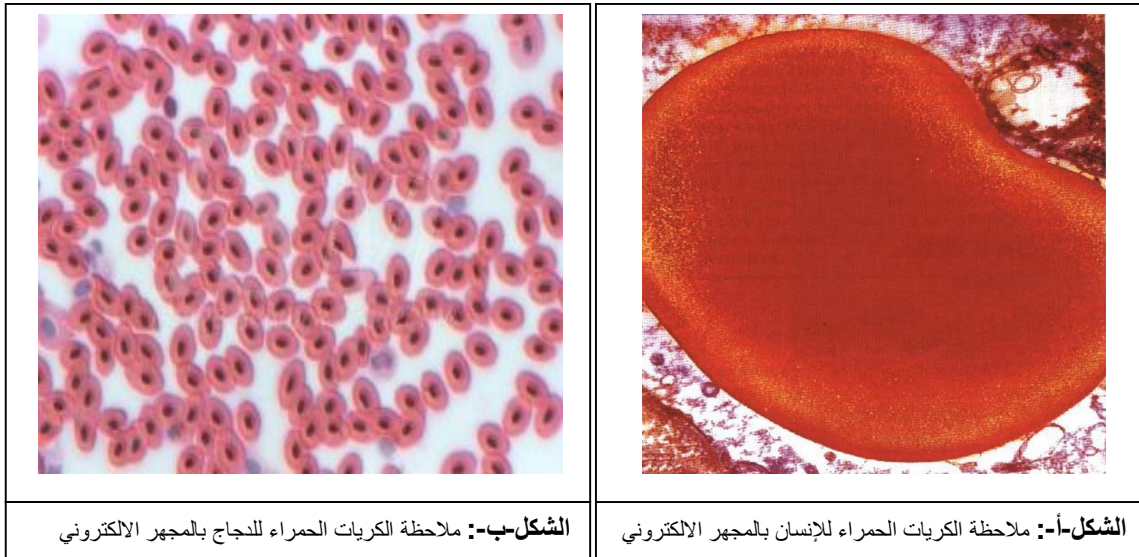 الشكل-أ-: ملاحظة الكريات الحمراء للإنسان بالمجهر الالكتروني
الشكل-ب-: ملاحظة الكريات الحمراء للدجاج بالمجهر الالكتروني